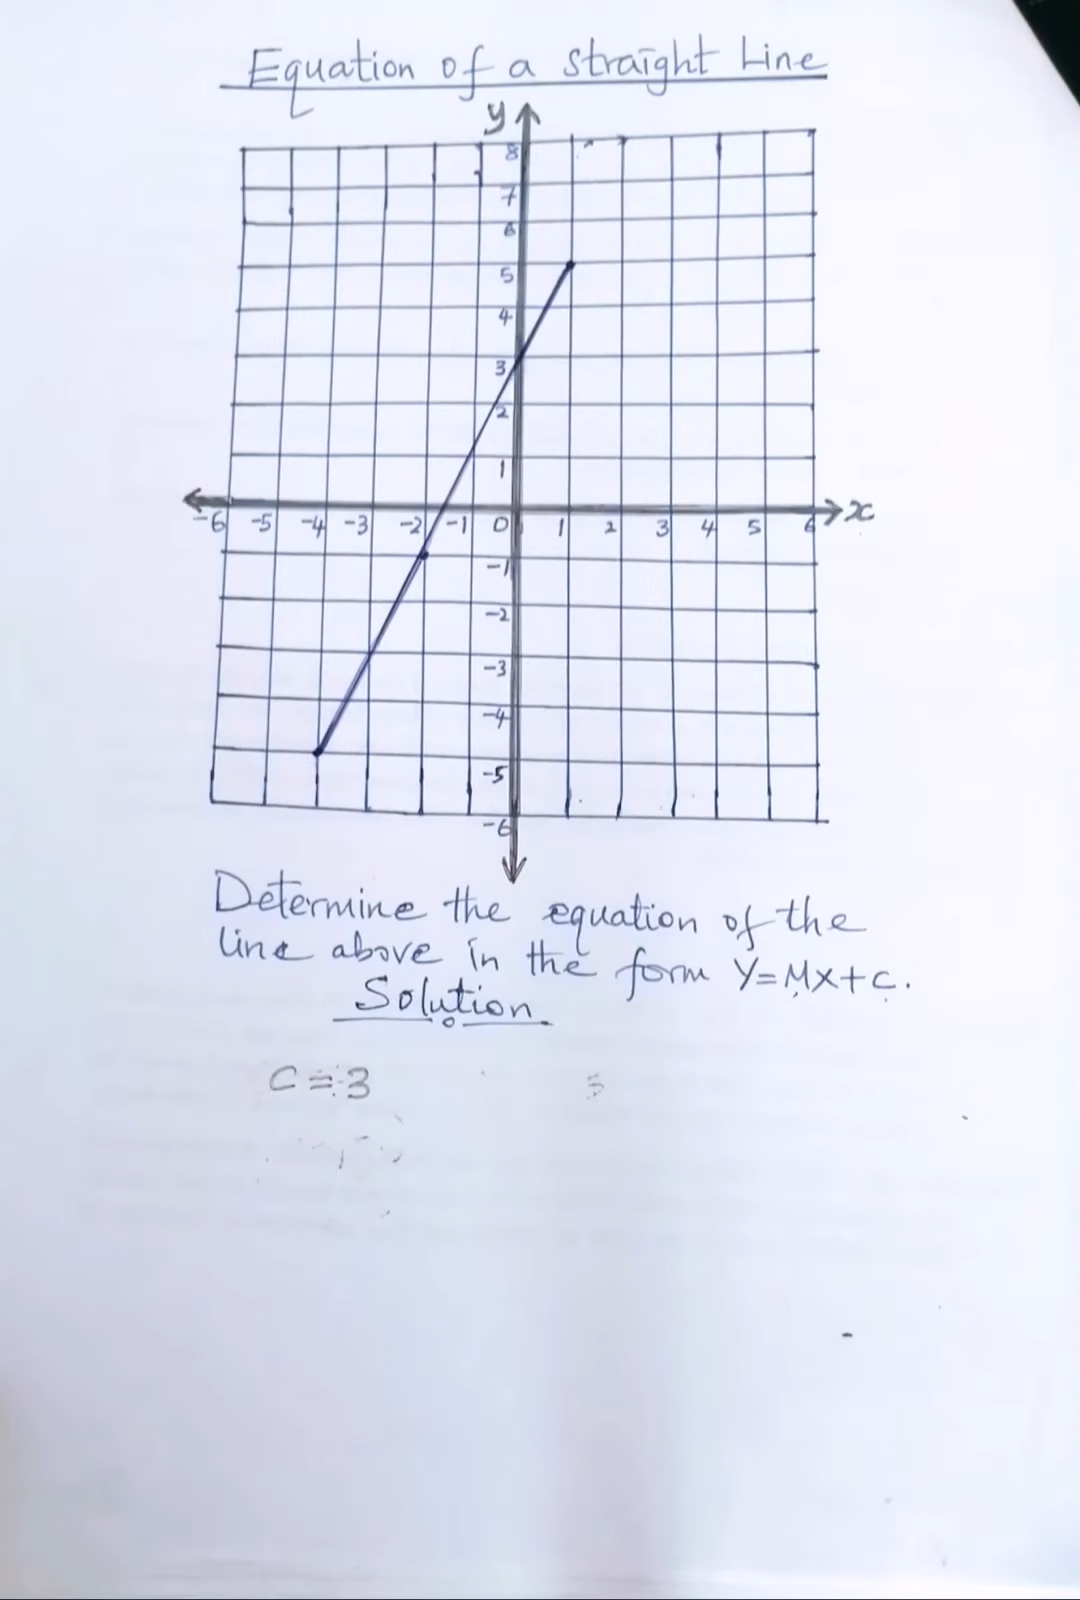 Equation of a straight Line
y
8
7
6
5
4
3
2
1
-6 -5 -4 -3 -2 -1 0 1 2 3 4 5 6 x
-1
-2
-3
-4
-5
-6
Determine the equation of the
line above in the form Y=Mx+c.
Solution
C = 3